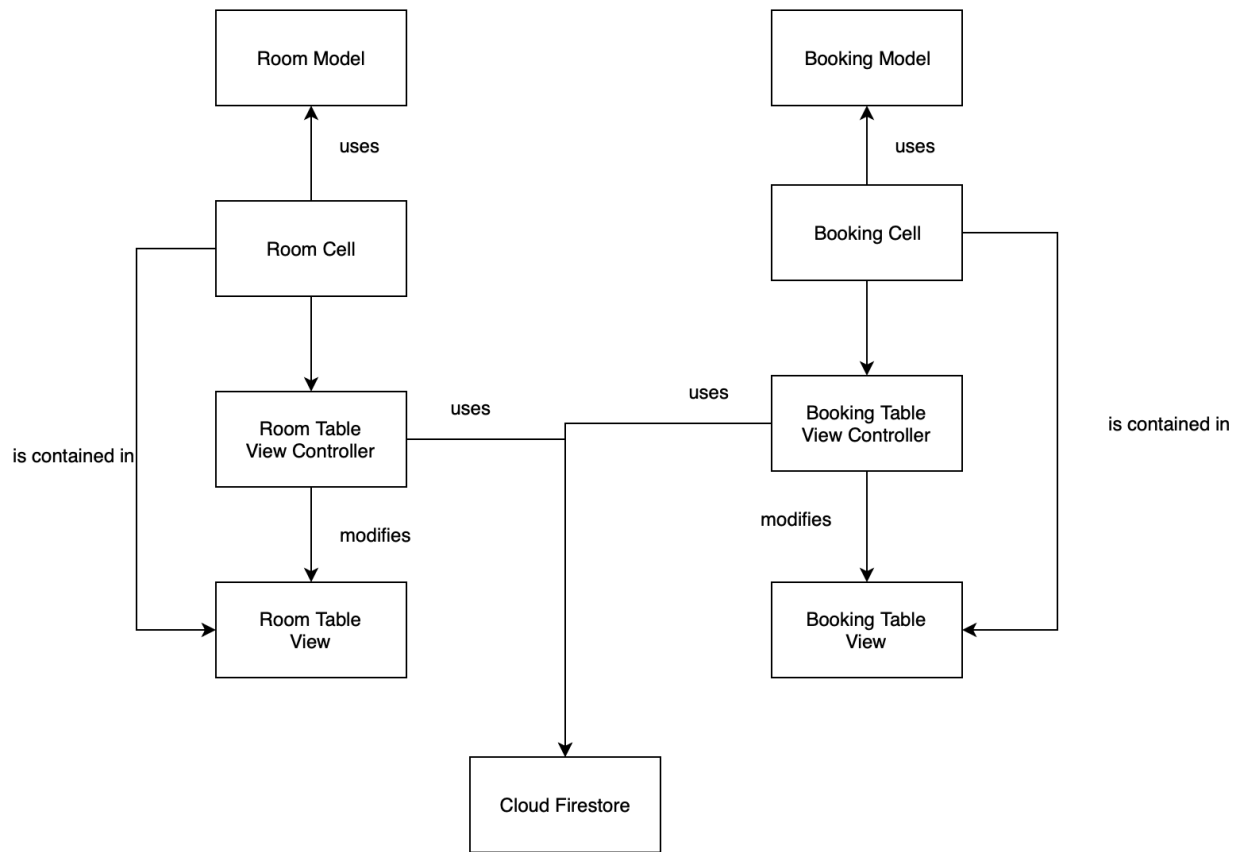 Room Model
Booking Model
uses
uses
Room Cell
Booking Cell
uses
uses
Room Table
View Controller
Booking Table
View Controller
is contained in
is contained in
modifies
modifies
Room Table
View
Booking Table
View
Cloud Firestore